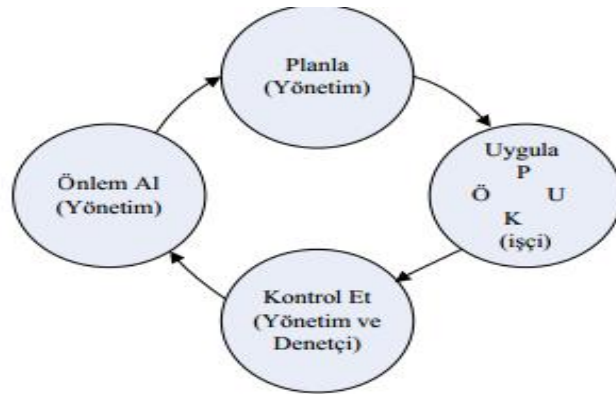 Planla
(Yönetim)
Uygula
P
Ö U
K
(işçi)
Önlem Al
(Yönetim)
Kontrol Et
(Yönetim ve
Denetçi)